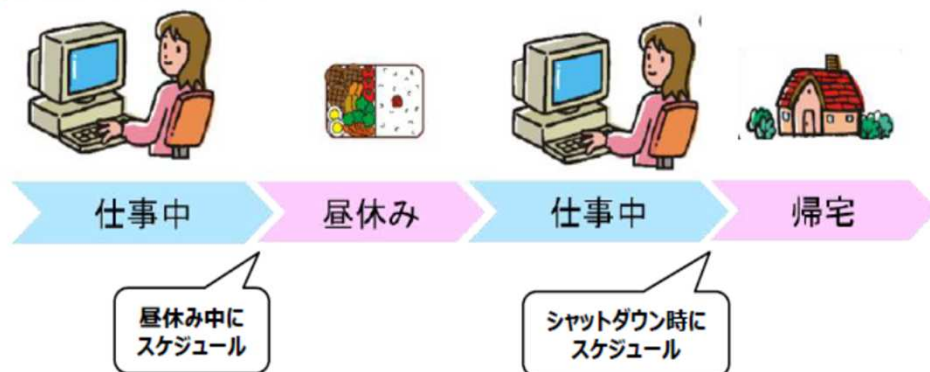 仕事中
昼休み
仕事中
帰宅
昼休み中に
スケジュール
シャットダウン時に
スケジュール